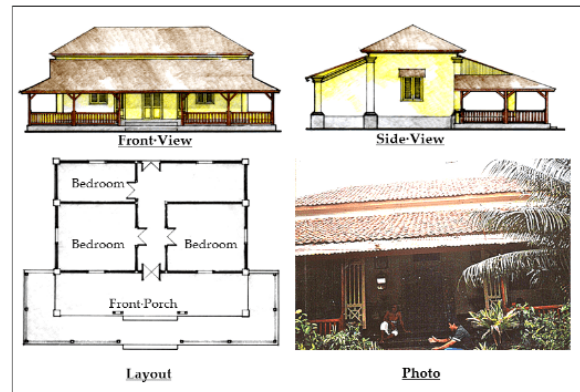 Front·View
Side·View
Bedroom
Bedroom
Bedroom
Front·Porch
Layout
Photo